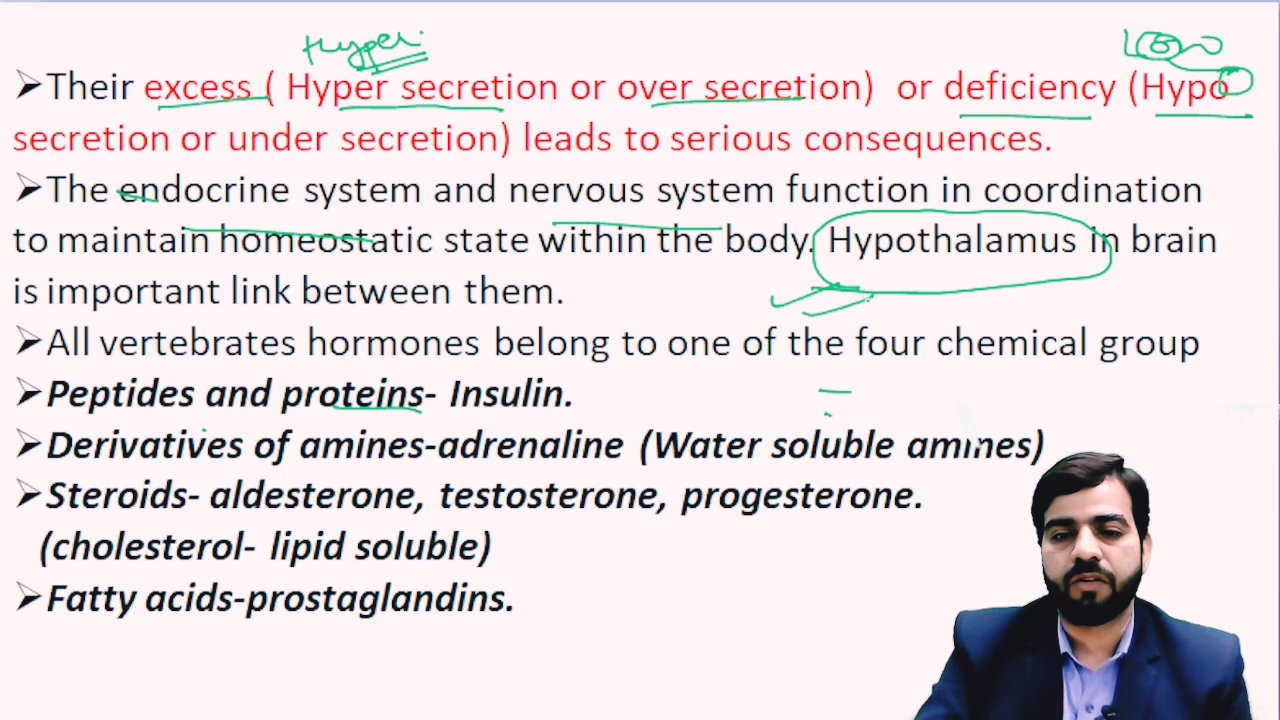 Hyper
➤Their excess ( Hyper secretion or over secretion) or deficiency (Hypo
secretion or under secretion) leads to serious consequences.
➤The endocrine system and nervous system function in coordination
to maintain homeostatic state within the body. Hypothalamus in brain
is important link between them.
➤All vertebrates hormones belong to one of the four chemical group
➤Peptides and proteins- Insulin.
➤Derivatives of amines-adrenaline (Water soluble amines)
➤Steroids- aldesterone, testosterone, progesterone.
(cholesterol- lipid soluble)
➤Fatty acids-prostaglandins.